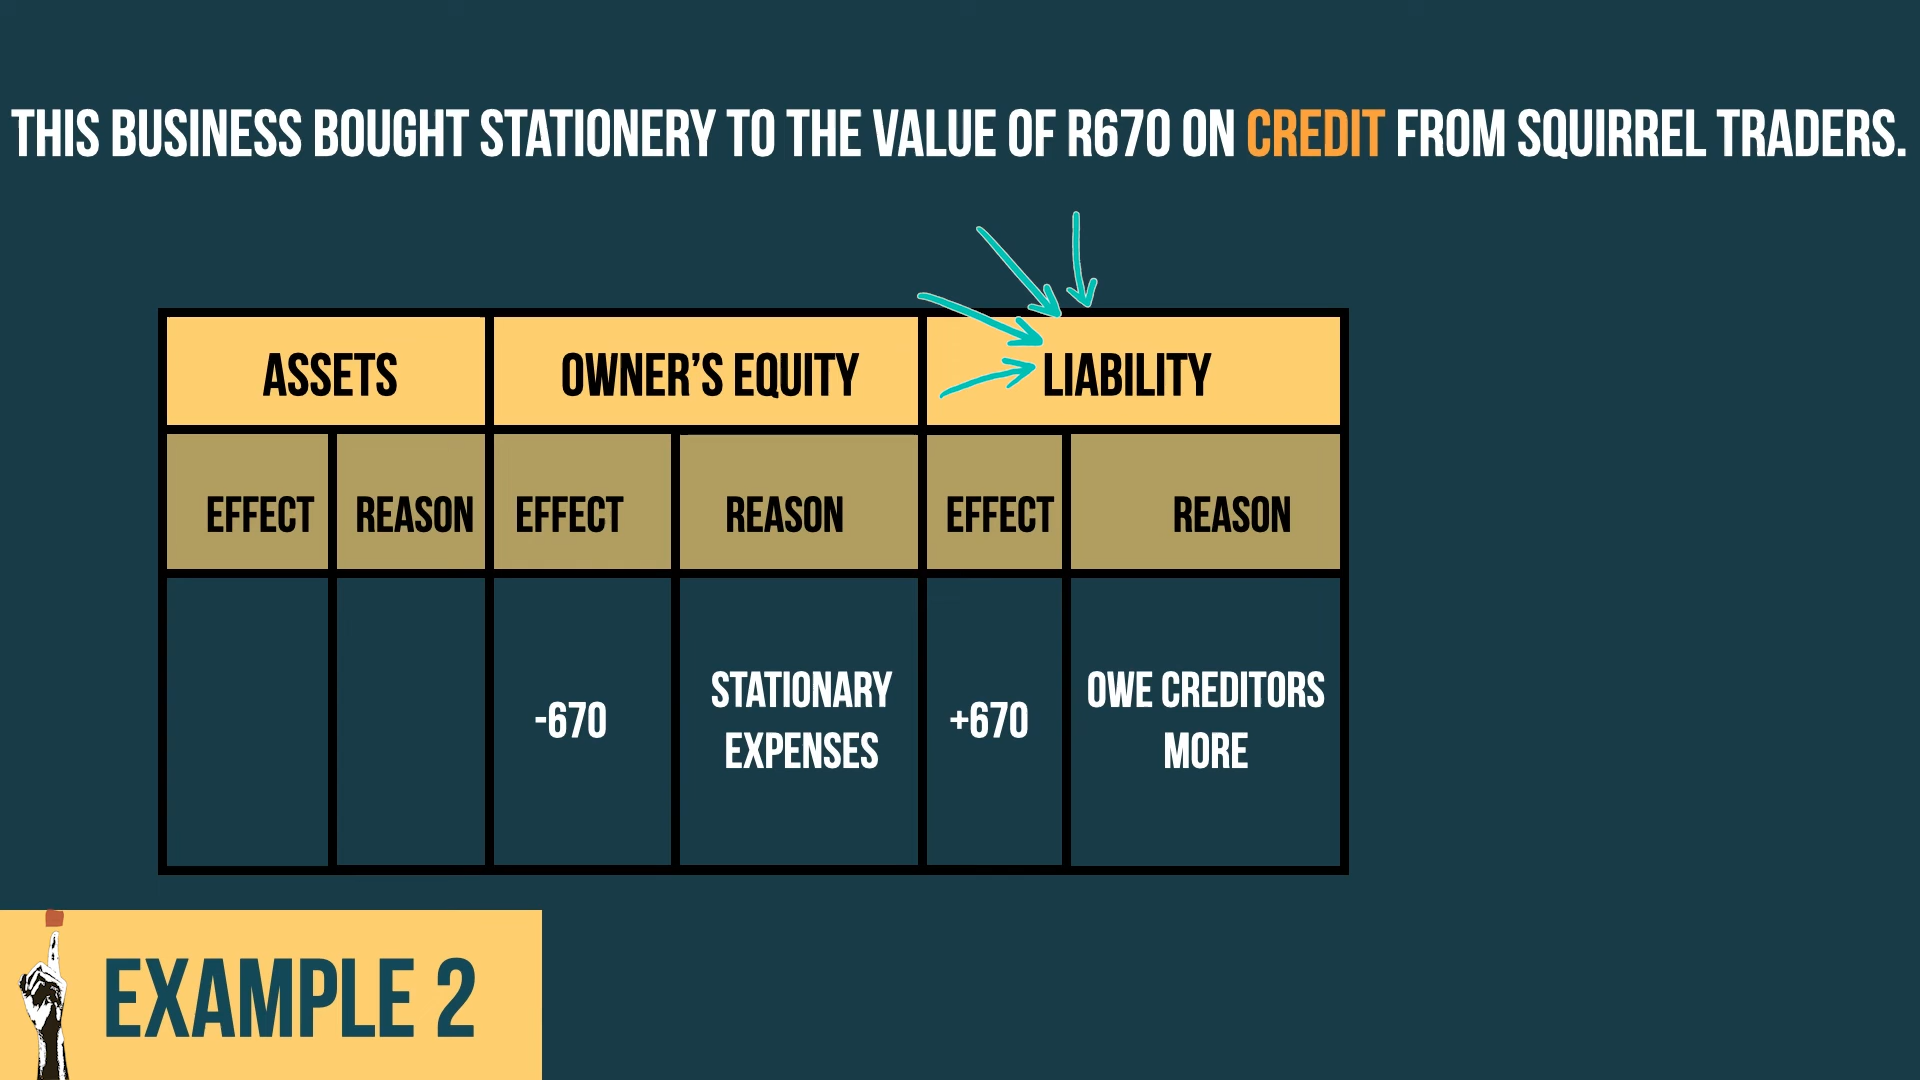 THIS BUSINESS BOUGHT STATIONERY TO THE VALUE OF R670 ON CREDIT FROM SQUIRREL TRADERS.
ASSETS OWNER’S EQUITY LIABILITY
EFFECT REASON EFFECT REASON EFFECT REASON
-670 STATIONARY EXPENSES +670 OWE CREDITORS MORE
EXAMPLE 2